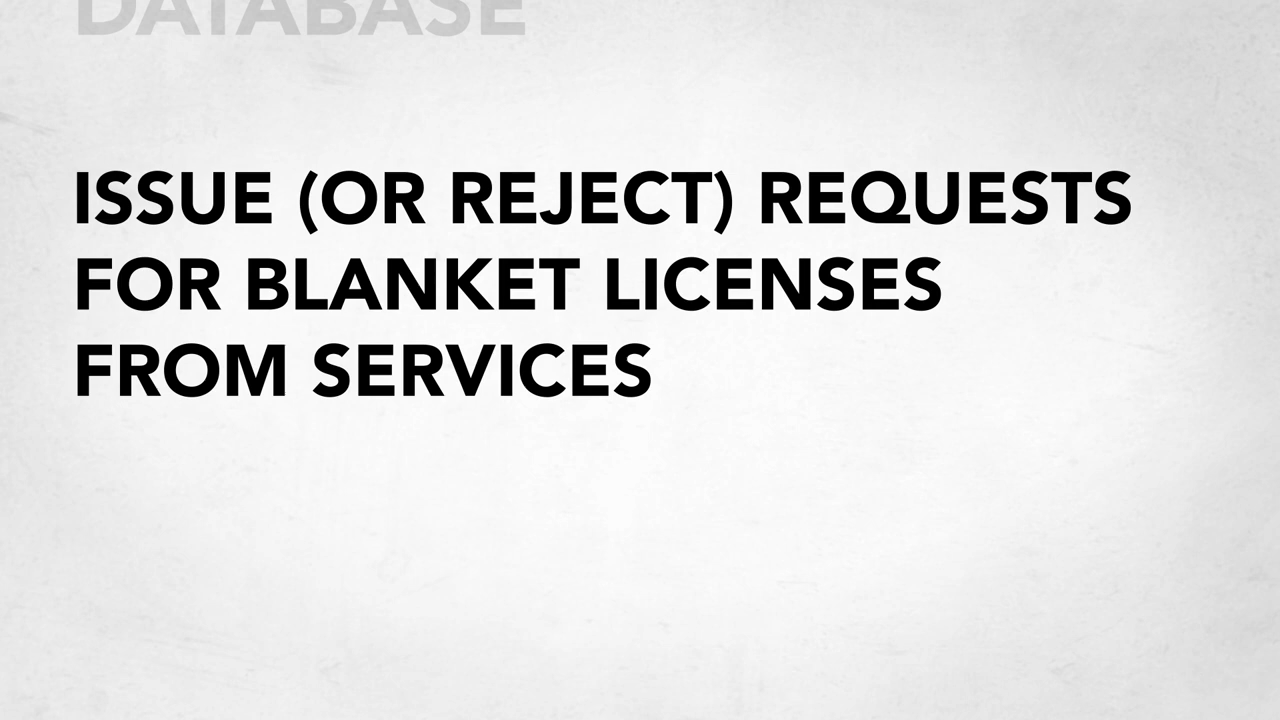 DATABASE
ISSUE (OR REJECT) REQUESTS
FOR BLANKET LICENSES
FROM SERVICES